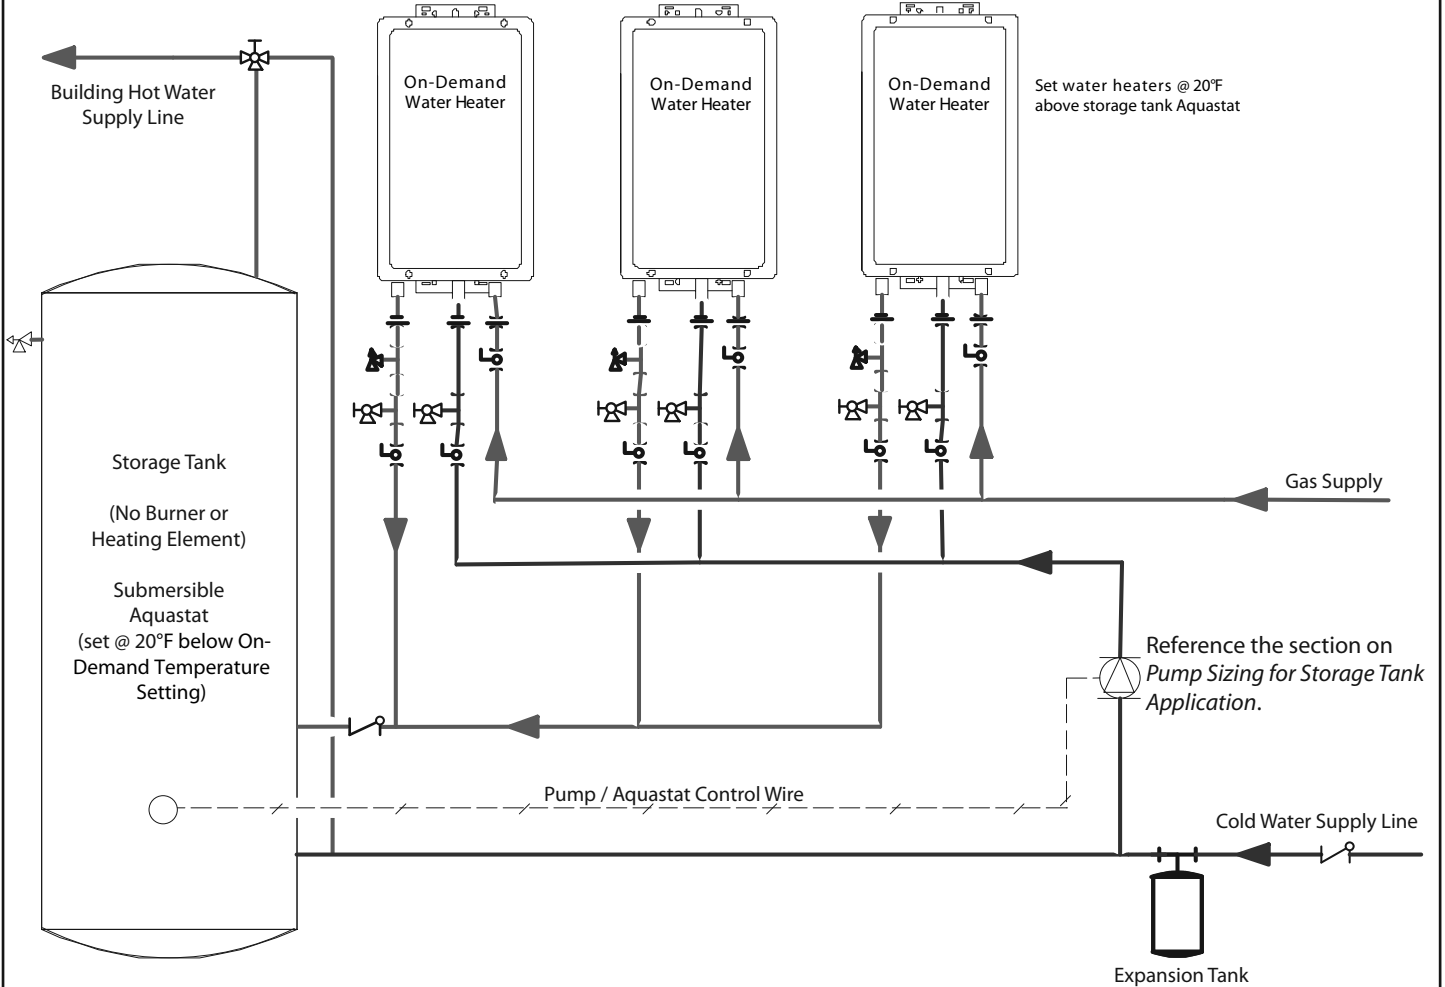 On-Demand
Water Heater
On-Demand
Water Heater
On-Demand
Water Heater
Set water heaters @ 20°F
above storage tank Aquastat
Building Hot Water
Supply Line
Storage Tank
(No Burner or
Heating Element)
Submersible
Aquastat
(set @ 20°F below On-
Demand Temperature
Setting)
Gas Supply
Reference the section on
Pump Sizing for Storage Tank
Application.
Pump / Aquastat Control Wire
Cold Water Supply Line
Expansion Tank